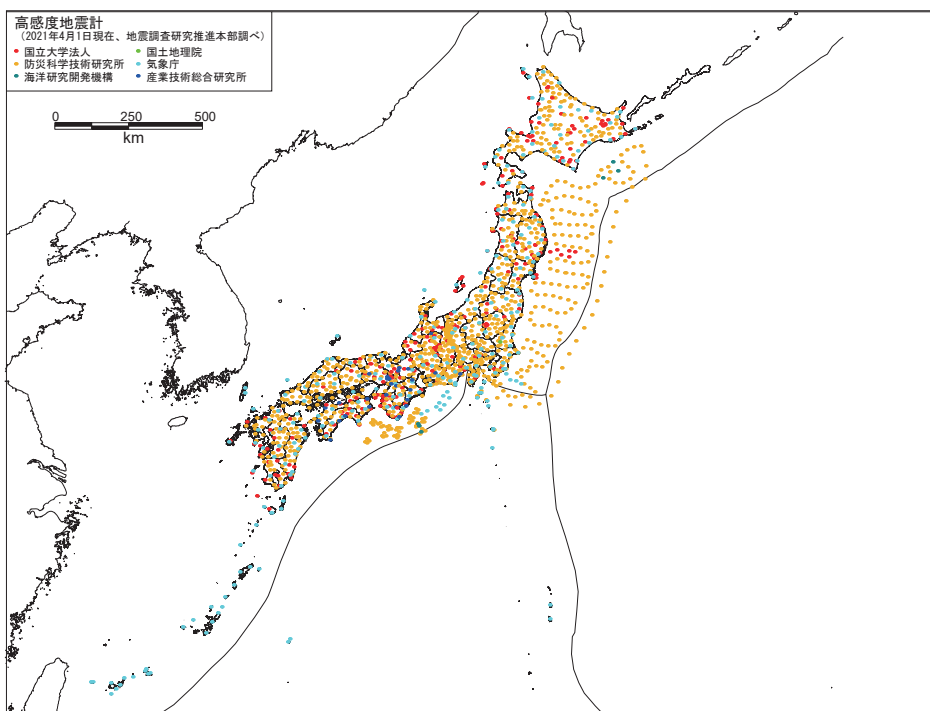 高感度地震計
（2021年4月1日現在、地震調査研究推進本部調べ）
国立大学法人 国土地理院
防災科学技術研究所 気象庁
海洋研究開発機構 産業技術総合研究所
0 250 500
km